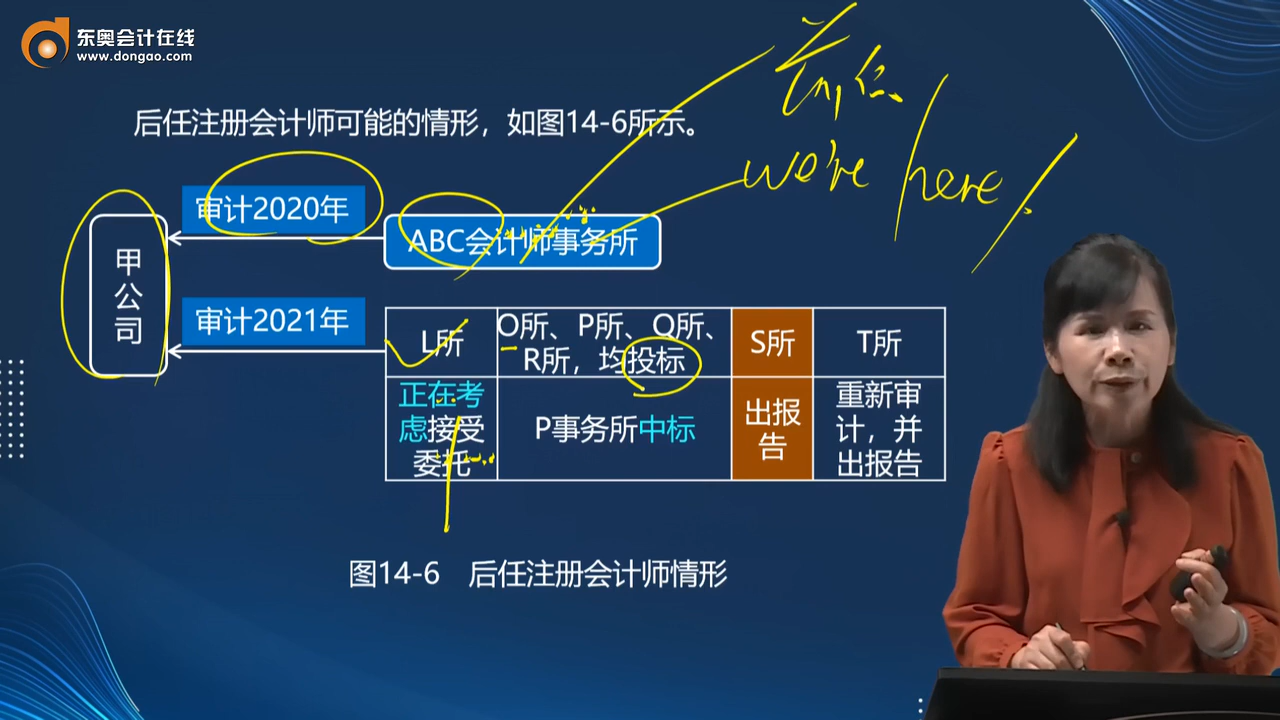 东奥会计在线
www.dongao.com
前任
we're here!
后任注册会计师可能的情形，如图14-6所示。
审计2020年
ABC会计师事务所
甲公司
审计2021年
L所
O所、P所、Q所、
R所，均投标
S所
T所
正在考
虑接受
委托
P事务所中标
出报
告
重新审
计，并
出报告
图14-6 后任注册会计师情形